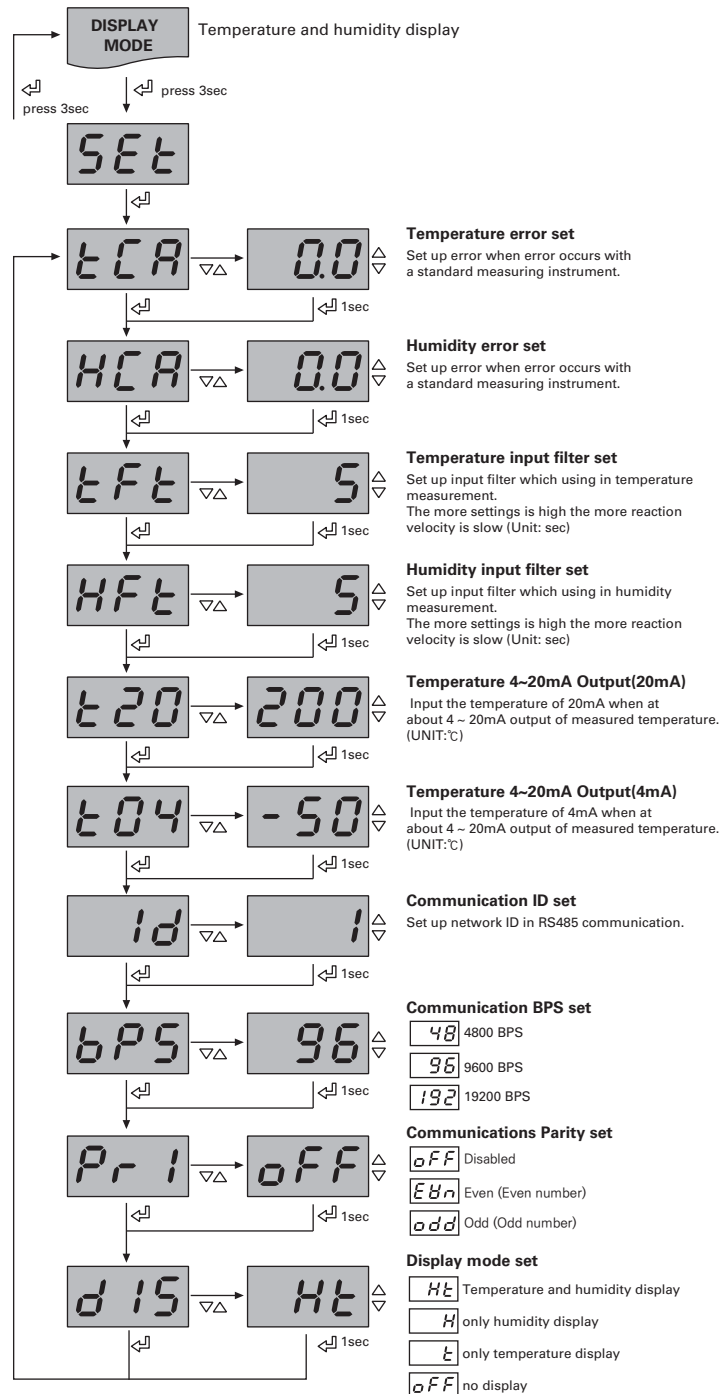 DISPLAY
MODE
Temperature and humidity display
press 3sec
press 3sec
SEt
tCA
0.0
Temperature error set
Set up error when error occurs with
a standard measuring instrument.
1sec
HCA
0.0
Humidity error set
Set up error when error occurs with
a standard measuring instrument.
1sec
tFt
5
Temperature input filter set
Set up input filter which using in temperature
measurement.
The more settings is high the more reaction
velocity is slow (Unit: sec)
1sec
HFt
5
Humidity input filter set
Set up input filter which using in humidity
measurement.
The more settings is high the more reaction
velocity is slow (Unit: sec)
1sec
t20
200
Temperature 4~20mA Output(20mA)
Input the temperature of 20mA when at
about 4 ~ 20mA output of measured temperature.
(UNIT:℃)
1sec
t04
-50
Temperature 4~20mA Output(4mA)
Input the temperature of 4mA when at
about 4 ~ 20mA output of measured temperature.
(UNIT:℃)
1sec
Id
1
Communication ID set
Set up network ID in RS485 communication.
1sec
bPS
96
Communication BPS set
48 4800 BPS
96 9600 BPS
192 19200 BPS
1sec
PrI
oFF
Communications Parity set
oFF Disabled
EUn Even (Even number)
odd Odd (Odd number)
1sec
dIS
Ht
Display mode set
Ht Temperature and humidity display
H only humidity display
t only temperature display
oFF no display
1sec